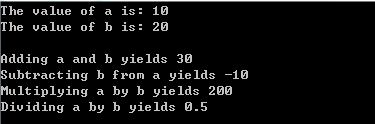 The value of a is: 10
The value of b is: 20
Adding a and b yields 30
Subtracting b from a yields -10
Multiplying a by b yields 200
Dividing a by b yields 0.5